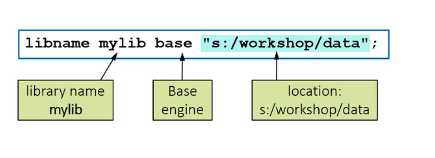 libname mylib base "s:/workshop/data";
library name
mylib
Base
engine
location:
s:/workshop/data